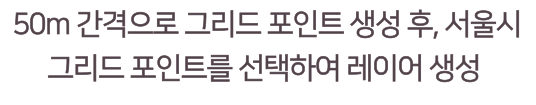 50m 간격으로 그리드 포인트 생성 후, 서울시
그리드 포인트를 선택하여 레이어 생성